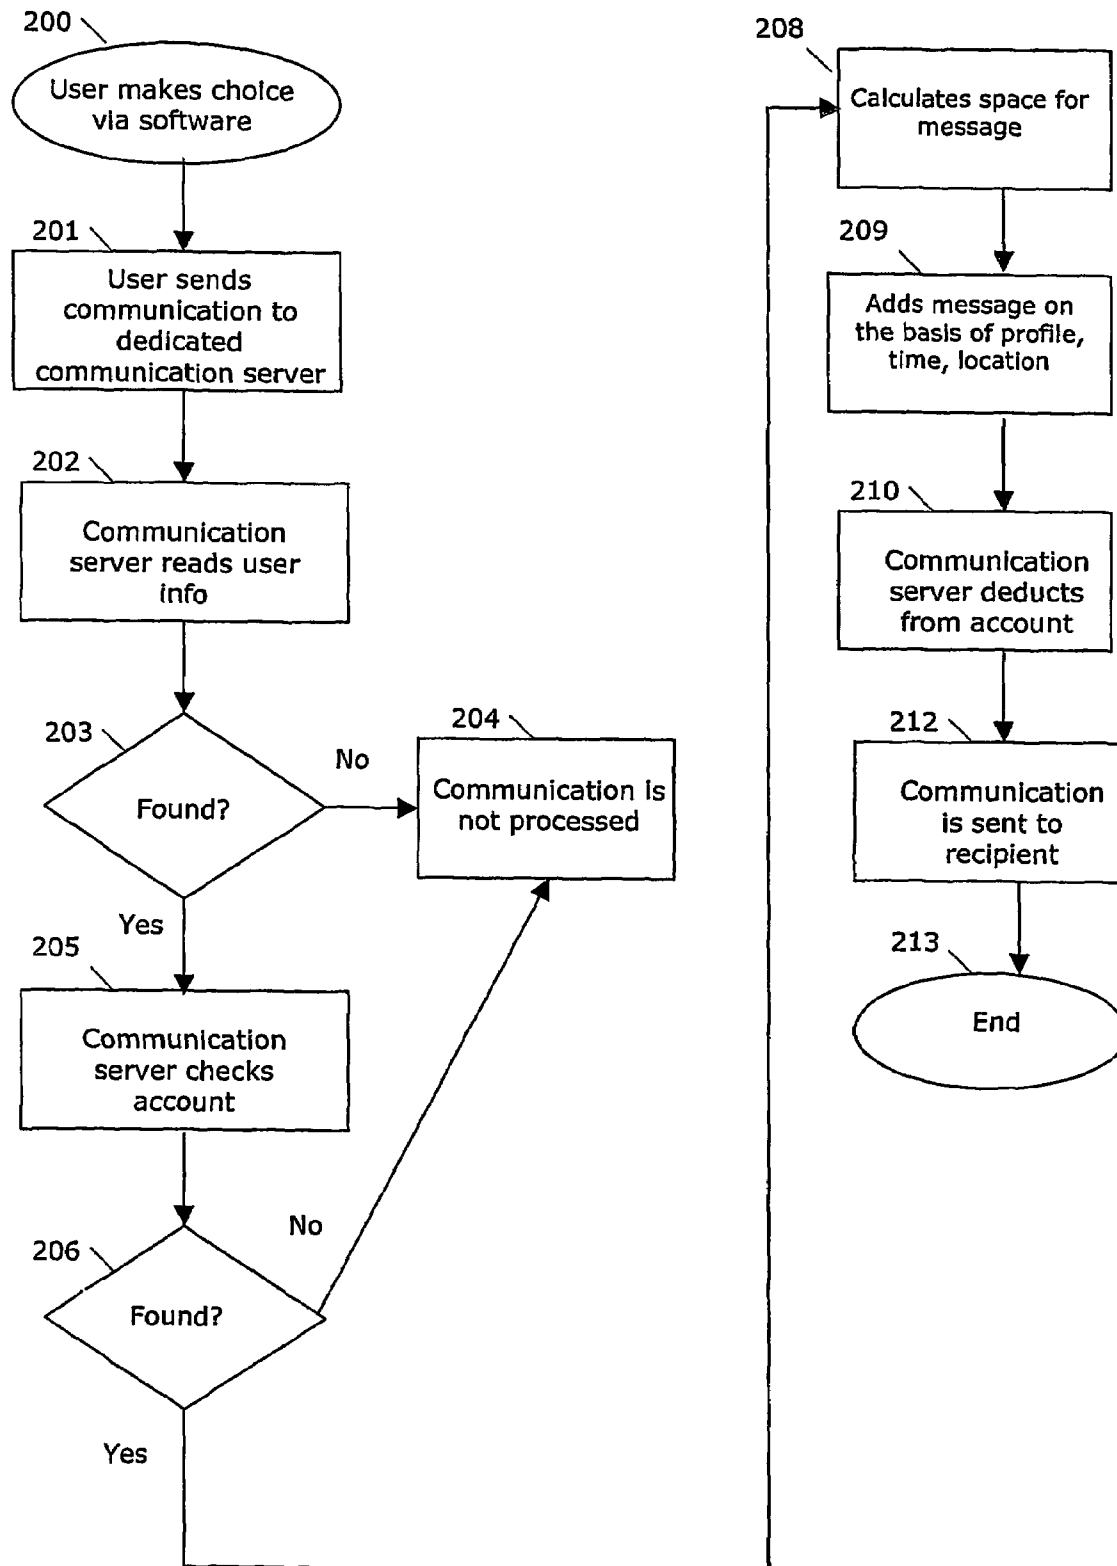 200
User makes choice
via software
201
User sends
communication to
dedicated
communication server
202
Communication
server reads user
info
203
Found?
No
204
Communication is
not processed
Yes
205
Communication
server checks
account
206
Found?
No
Yes
208
Calculates space for
message
209
Adds message on
the basis of profile,
time, location
210
Communication
server deducts
from account
212
Communication
is sent to
recipient
213
End